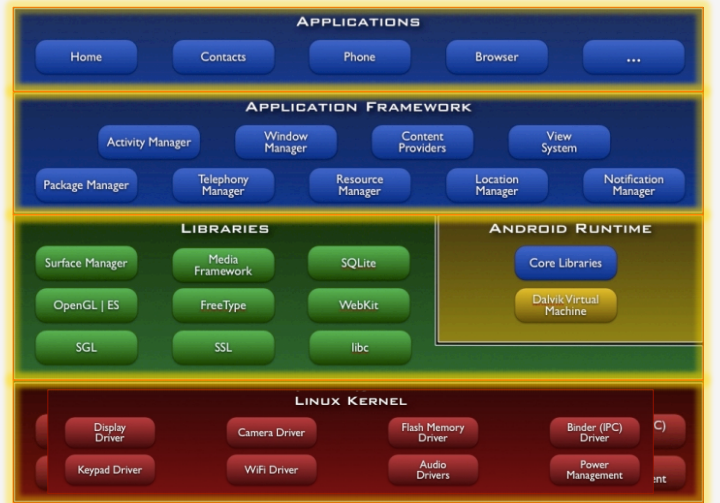 APPLICATIONS
Home Contacts Phone Browser ...
APPLICATION FRAMEWORK
Activity Manager Window Manager Content Providers View System
Package Manager Telephony Manager Resource Manager Location Manager Notification Manager
LIBRARIES ANDROID RUNTIME
Surface Manager Media Framework SQLite Core Libraries
OpenGL | ES FreeType WebKit Dalvik Virtual Machine
SGL SSL libc
LINUX KERNEL
Display Driver Camera Driver Flash Memory Driver Binder (IPC) Driver C)
Keypad Driver WiFi Driver Audio Drivers Power Management ent